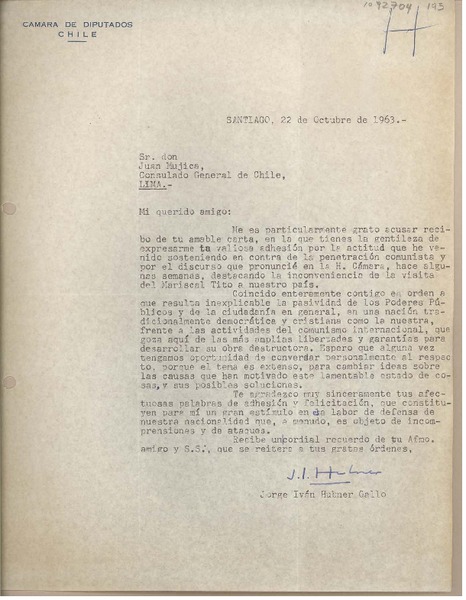 1092704 193
H
CAMARA DE DIPUTADOS
CHILE
SANTIAGO, 22 de Octubre de 1963.-
Sr. don
Juan Mujica,
Consulado General de Chile,
LIMA.-
Mi querido amigo:
Me es particularmente grato acusar reci
bo de tu amable carta, en la que tienes la gentileza de
expresarme tu valiosa adhesión por la actitud que he ve-
nido sosteniendo en contra de la penetración comunista y
por el discurso que pronuncié en la H. Cámara, hace algu-
nas semanas, destacando la inconveniencia de la visita
del Mariscal Tito a nuestro país.
Coincido enteramente contigo en orden a
que resulta inexplicable la pasividad de los Poderes Pú-
blicos y de la ciudadanía en general, en una nación tra-
dicionalmente democrática y cristiana como la nuestra,
frente a las actividades del comunismo internacional, que
goza aquí de las más amplias libertades y garantías para
desarrollar su obra destructora. Espero que alguna vez
tengamos oportunidad de conversar personalmente al respec
to, porque el tema es extenso, para cambiar ideas sobre
las causas que han motivado este lamentable estado de co-
sas, y sus posibles soluciones.
Te agradezco muy sinceramente tus afec-
tuosas palabras de adhesión y felicitación, que constitu-
yen para mí un gran estímulo en la labor de defensa de
nuestra nacionalidad que, a menudo, es objeto de incom-
prensiones y de ataques.
Recibe un cordial recuerdo de tu Afmo.
amigo y S.S., que se reitera a tus gratas órdenes,
J. I. Hubner
Jorge Iván Hubner Gallo